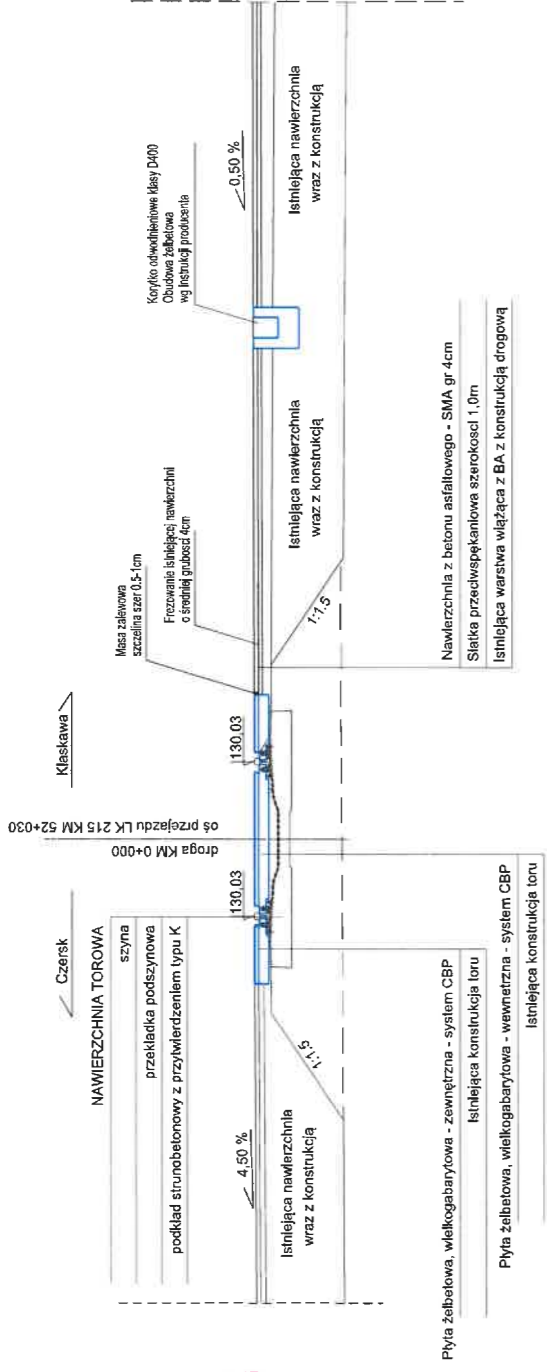 Czersk
Kłaskawa
NAWIERZCHNIA TOROWA
szyna
przekładka podszynowa
podkład strunobetonowy z przytwierdzeniem typu K
droga KM 0+000
oś przejazdu LK 215 KM 52+030
130,03
130,03
Masa zalewowa
szczelina szer 0.5-1cm
Frezowanie istniejącej nawierzchni
o średniej grubosci 4cm
Korytko odwodnieniowe klasy D400
Obudowa żelbetowa
wg instrukcji producenta
4,50 %
0,50 %
Istniejąca nawierzchnia
wraz z konstrukcją
1:1.5
1:1.5
Istniejąca nawierzchnia
wraz z konstrukcją
Istniejąca nawierzchnia
wraz z konstrukcją
Płyta żelbetowa, wielkogabarytowa - zewnętrzna - system CBP
Istniejąca konstrukcja toru
Płyta żelbetowa, wielkogabarytowa - wewnetrzna - system CBP
Istniejąca konstrukcja toru
Nawierzchnia z betonu asfaltowego - SMA gr 4cm
Siatka przeciwspękaniowa szerokosci 1,0m
Istniejąca warstwa wiążąca z BA z konstrukcją drogową